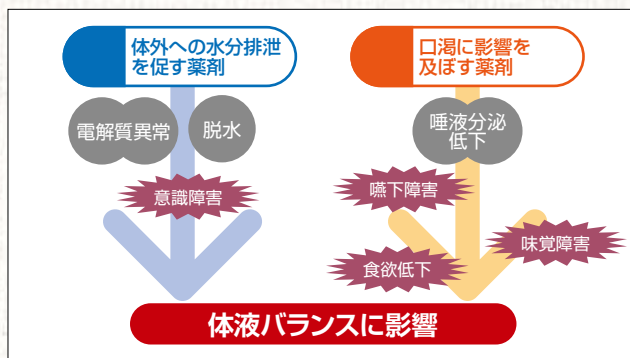 体外への水分排泄
を促す薬剤
口渇に影響を
及ぼす薬剤
電解質異常
脱水
唾液分泌
低下
意識障害
嚥下障害
味覚障害
食欲低下
体液バランスに影響